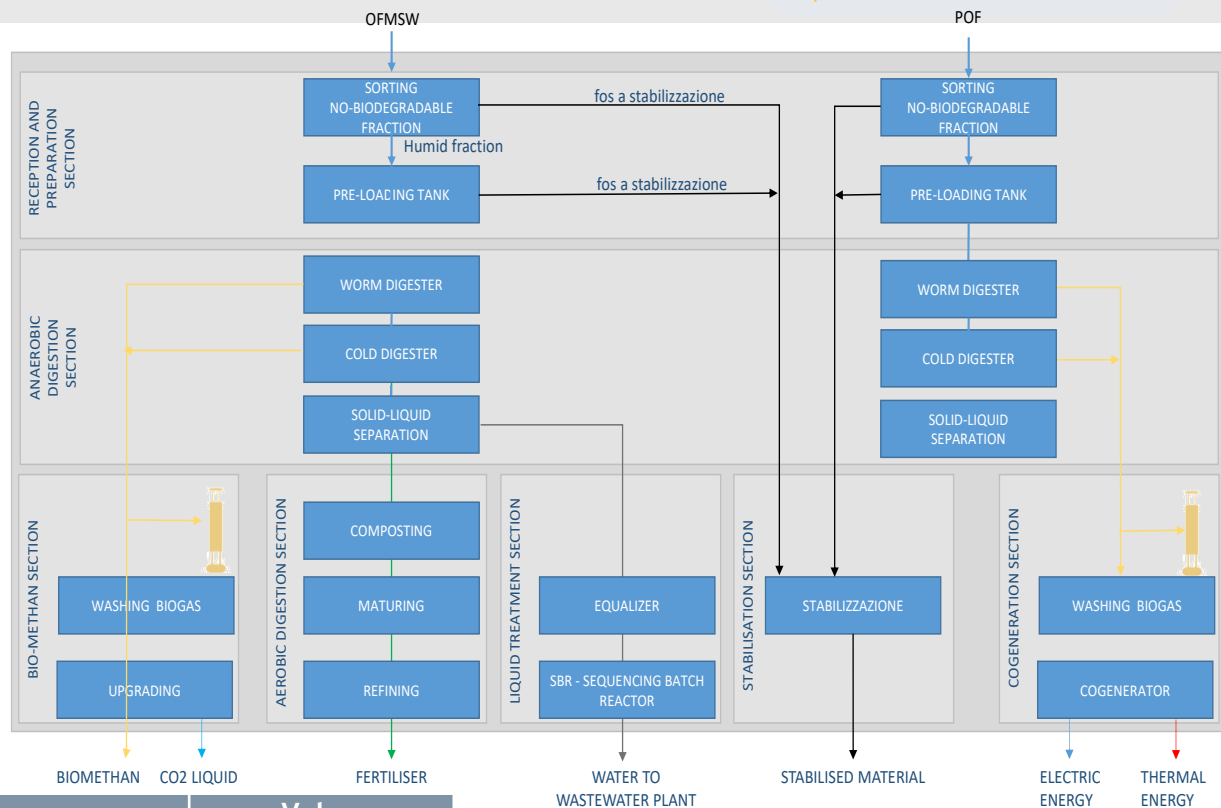 OFMSW
POF
RECEPTION AND
PREPARATION
SECTION
SORTING
NO-BIODEGRADABLE
FRACTION
fos a stabilizzazione
SORTING
NO-BIODEGRADABLE
FRACTION
Humid fraction
PRE-LOADING TANK
fos a stabilizzazione
PRE-LOADING TANK
ANAEROBIC
DIGESTION
SECTION
WORM DIGESTER
WORM DIGESTER
COLD DIGESTER
COLD DIGESTER
SOLID-LIQUID
SEPARATION
SOLID-LIQUID
SEPARATION
BIO-METHAN SECTION
WASHING BIOGAS
UPGRADING
AEROBIC DIGESTION SECTION
COMPOSTING
MATURING
REFINING
LIQUID TREATMENT SECTION
EQUALIZER
SBR - SEQUENCING BATCH
REACTOR
STABILISATION SECTION
STABILIZZAZIONE
COGENERATION SECTION
WASHING BIOGAS
COGENERATOR
BIOMETHAN
CO2 LIQUID
FERTILISER
WATER TO
WASTEWATER PLANT
STABILISED MATERIAL
ELECTRIC
ENERGY
THERMAL
ENERGY